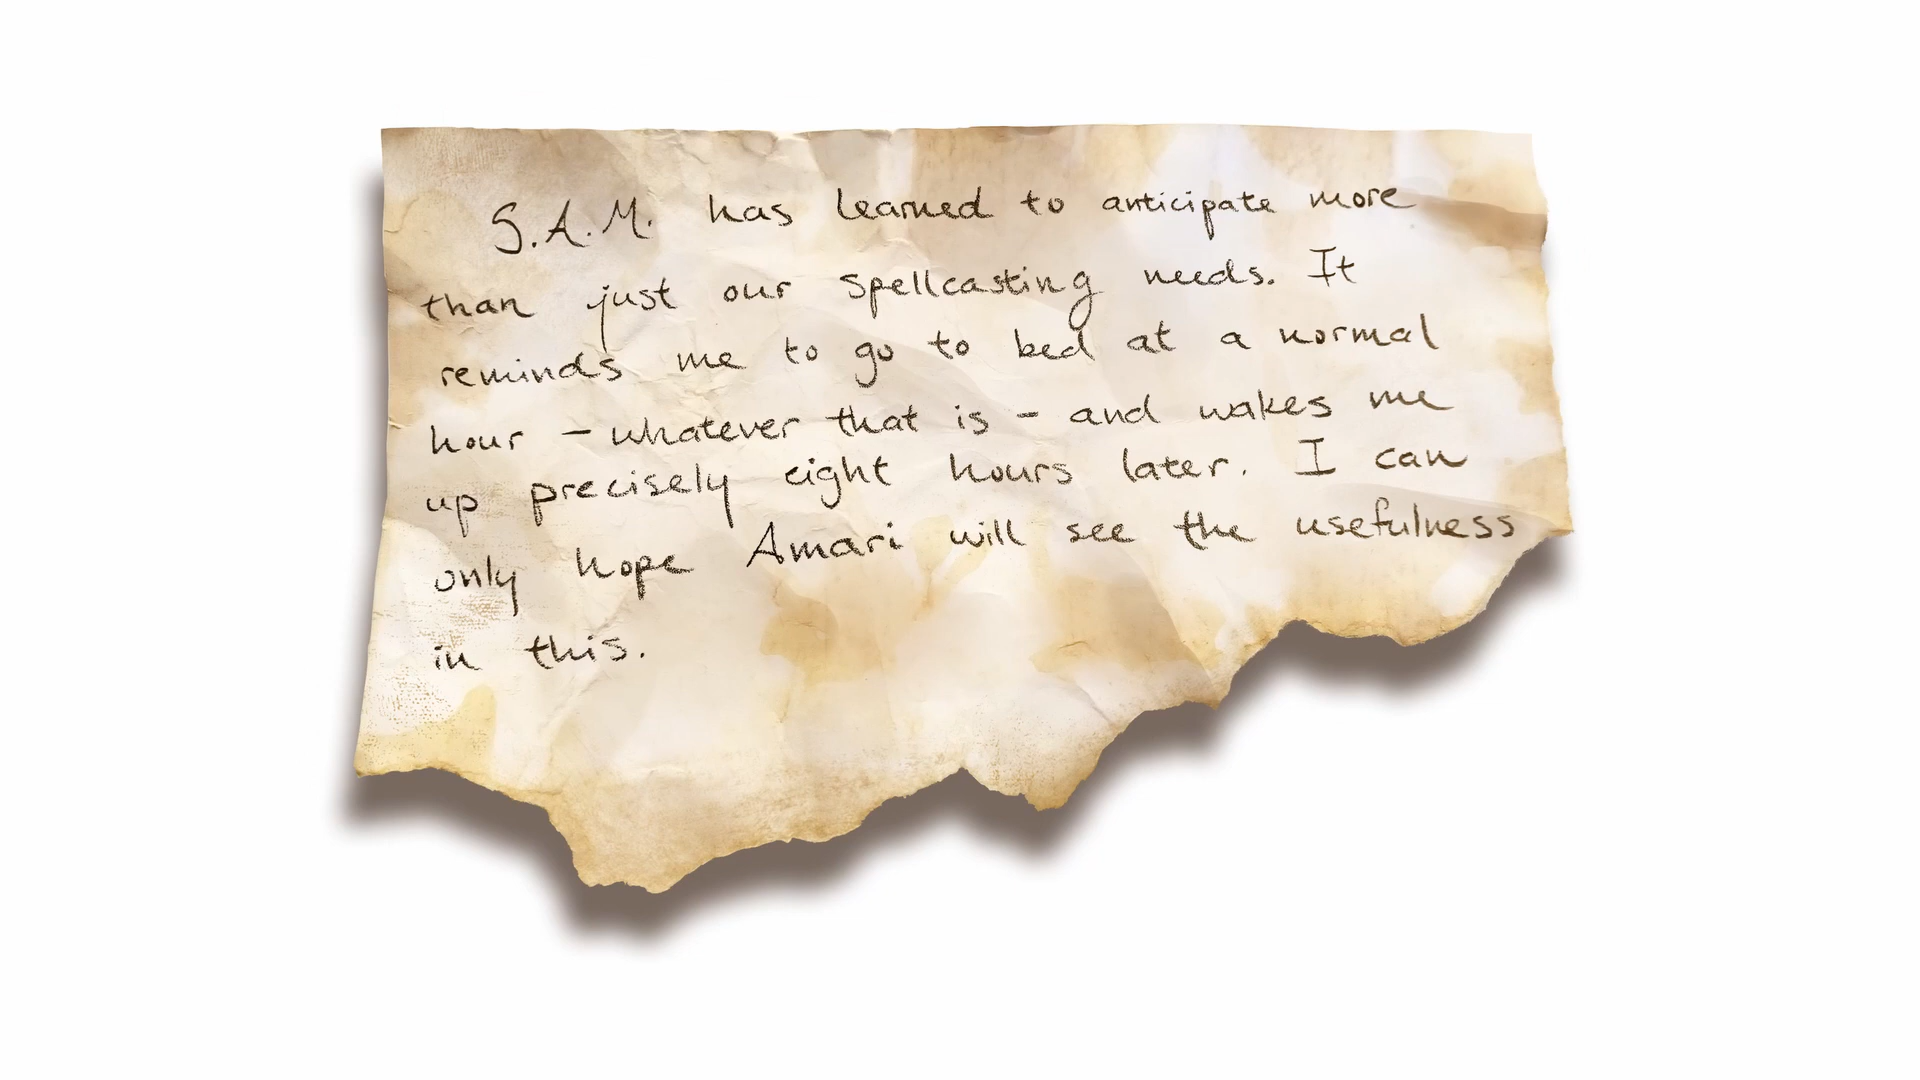 S.A.M. has learned to anticipate more
than just our spellcasting needs. It
reminds me to go to bed at a normal
hour - whatever that is - and wakes me
up precisely eight hours later. I can
only hope Amari will see the usefulness
in this.